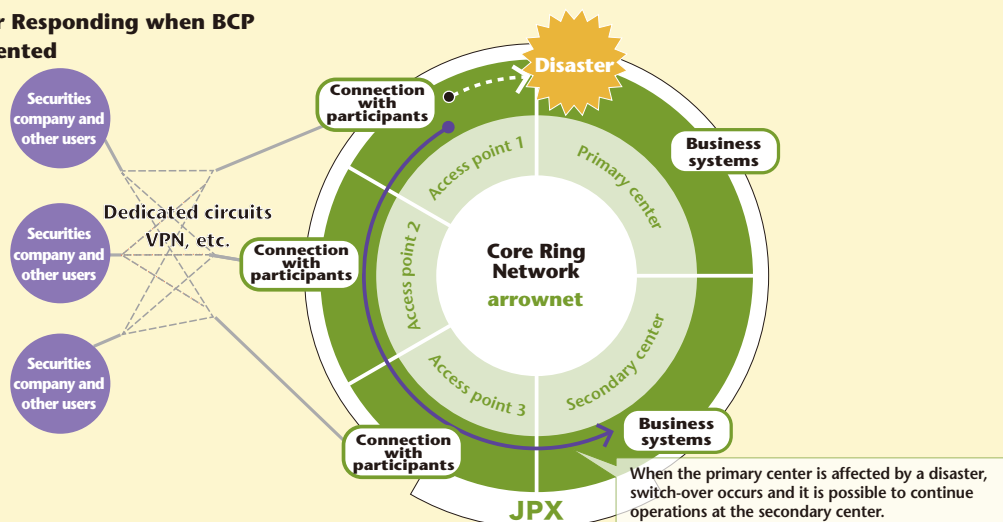 r Responding when BCP
ented
Disaster
Securities
company and
other users
Connection
with
participants
Business
systems
Access point 1
Primary center
Dedicated circuits
VPN, etc.
Securities
company and
other users
Connection
with
participants
Access point 2
Core Ring
Network
arrownet
Access point 3
Secondary center
Securities
company and
other users
Connection
with
participants
Business
systems
When the primary center is affected by a disaster,
switch-over occurs and it is possible to continue
operations at the secondary center.
JPX